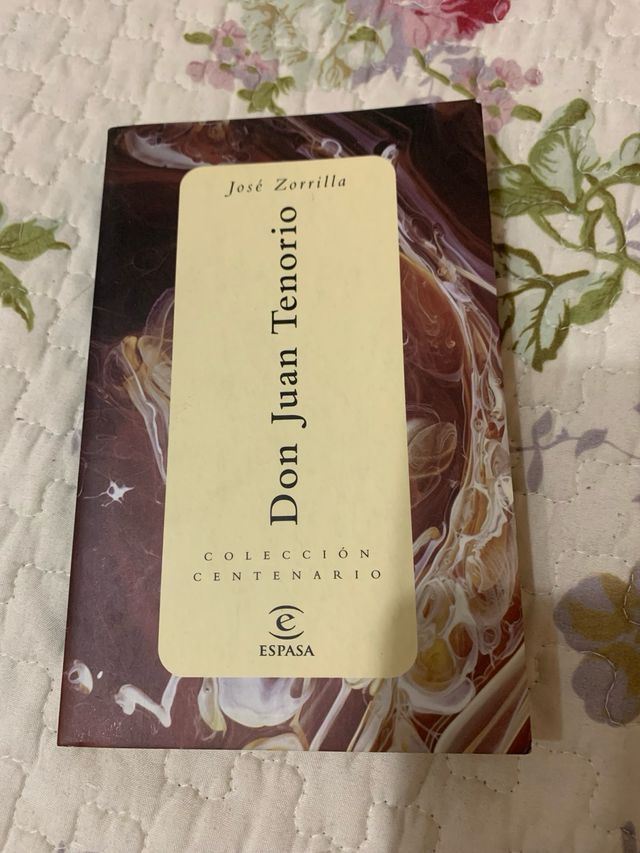 José Zorrilla
Don Juan Tenorio
COLECCIÓN
CENTENARIO
e
ESPASA